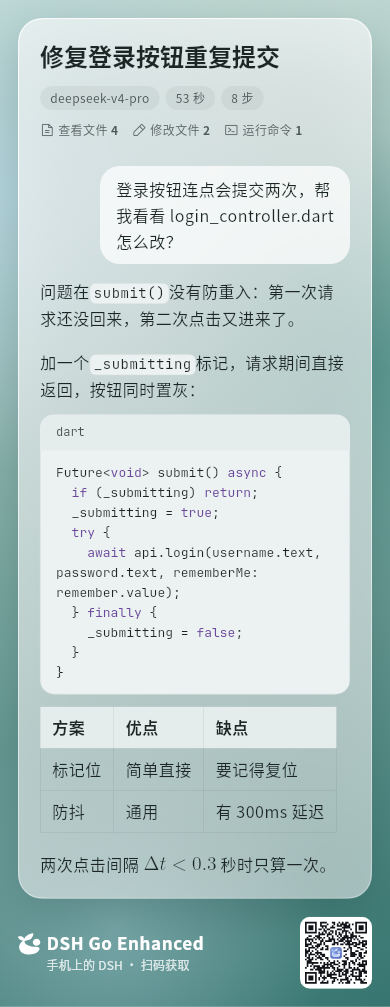 修复登录按钮重复提交
deepseek-v4-pro 53 秒 8 步
查看文件 4 修改文件 2 运行命令 1
登录按钮连点会提交两次，帮
我看看 login_controller.dart
怎么改？
问题在 submit() 没有防重入：第一次请
求还没回来，第二次点击又进来了。
加一个 _submitting 标记，请求期间直接
返回，按钮同时置灰：
dart
Future<void> submit() async {
  if (_submitting) return;
  _submitting = true;
  try {
    await api.login(username.text,
password.text, rememberMe:
remember.value);
  } finally {
    _submitting = false;
  }
}
方案 优点 缺点
标记位 简单直接 要记得复位
防抖 通用 有 300ms 延迟
两次点击间隔 Δt < 0.3 秒时只算一次。
DSH Go Enhanced
手机上的 DSH · 扫码获取